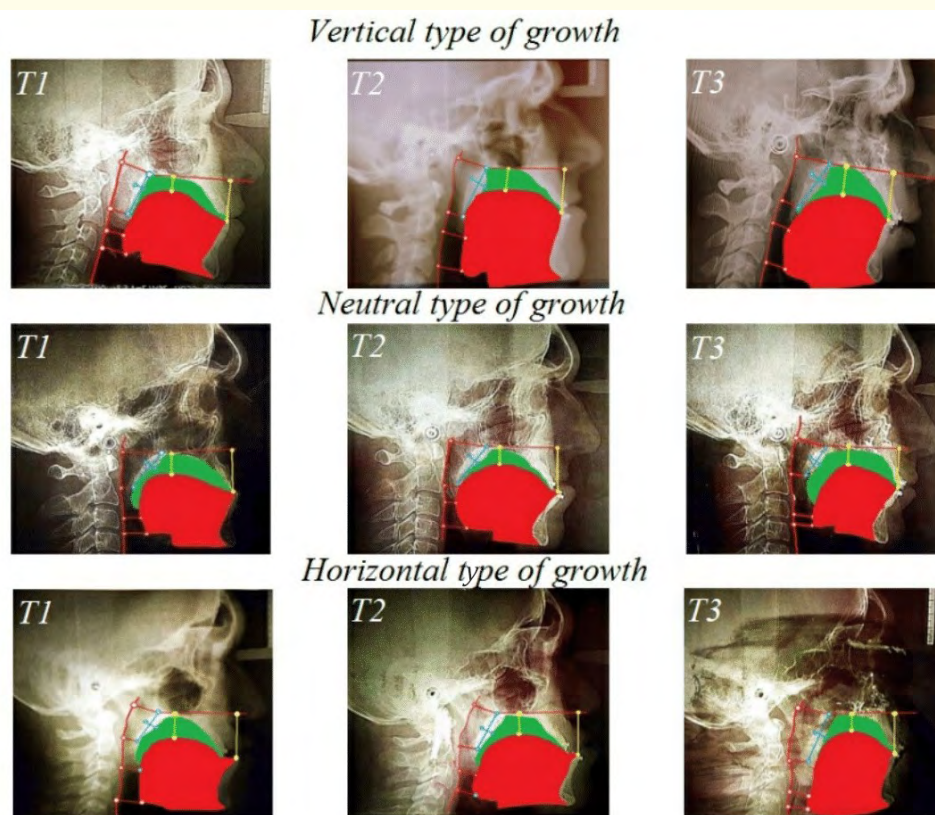 Vertical type of growth
T1 T2 T3
Neutral type of growth
T1 T2 T3
Horizontal type of growth
T1 T2 T3